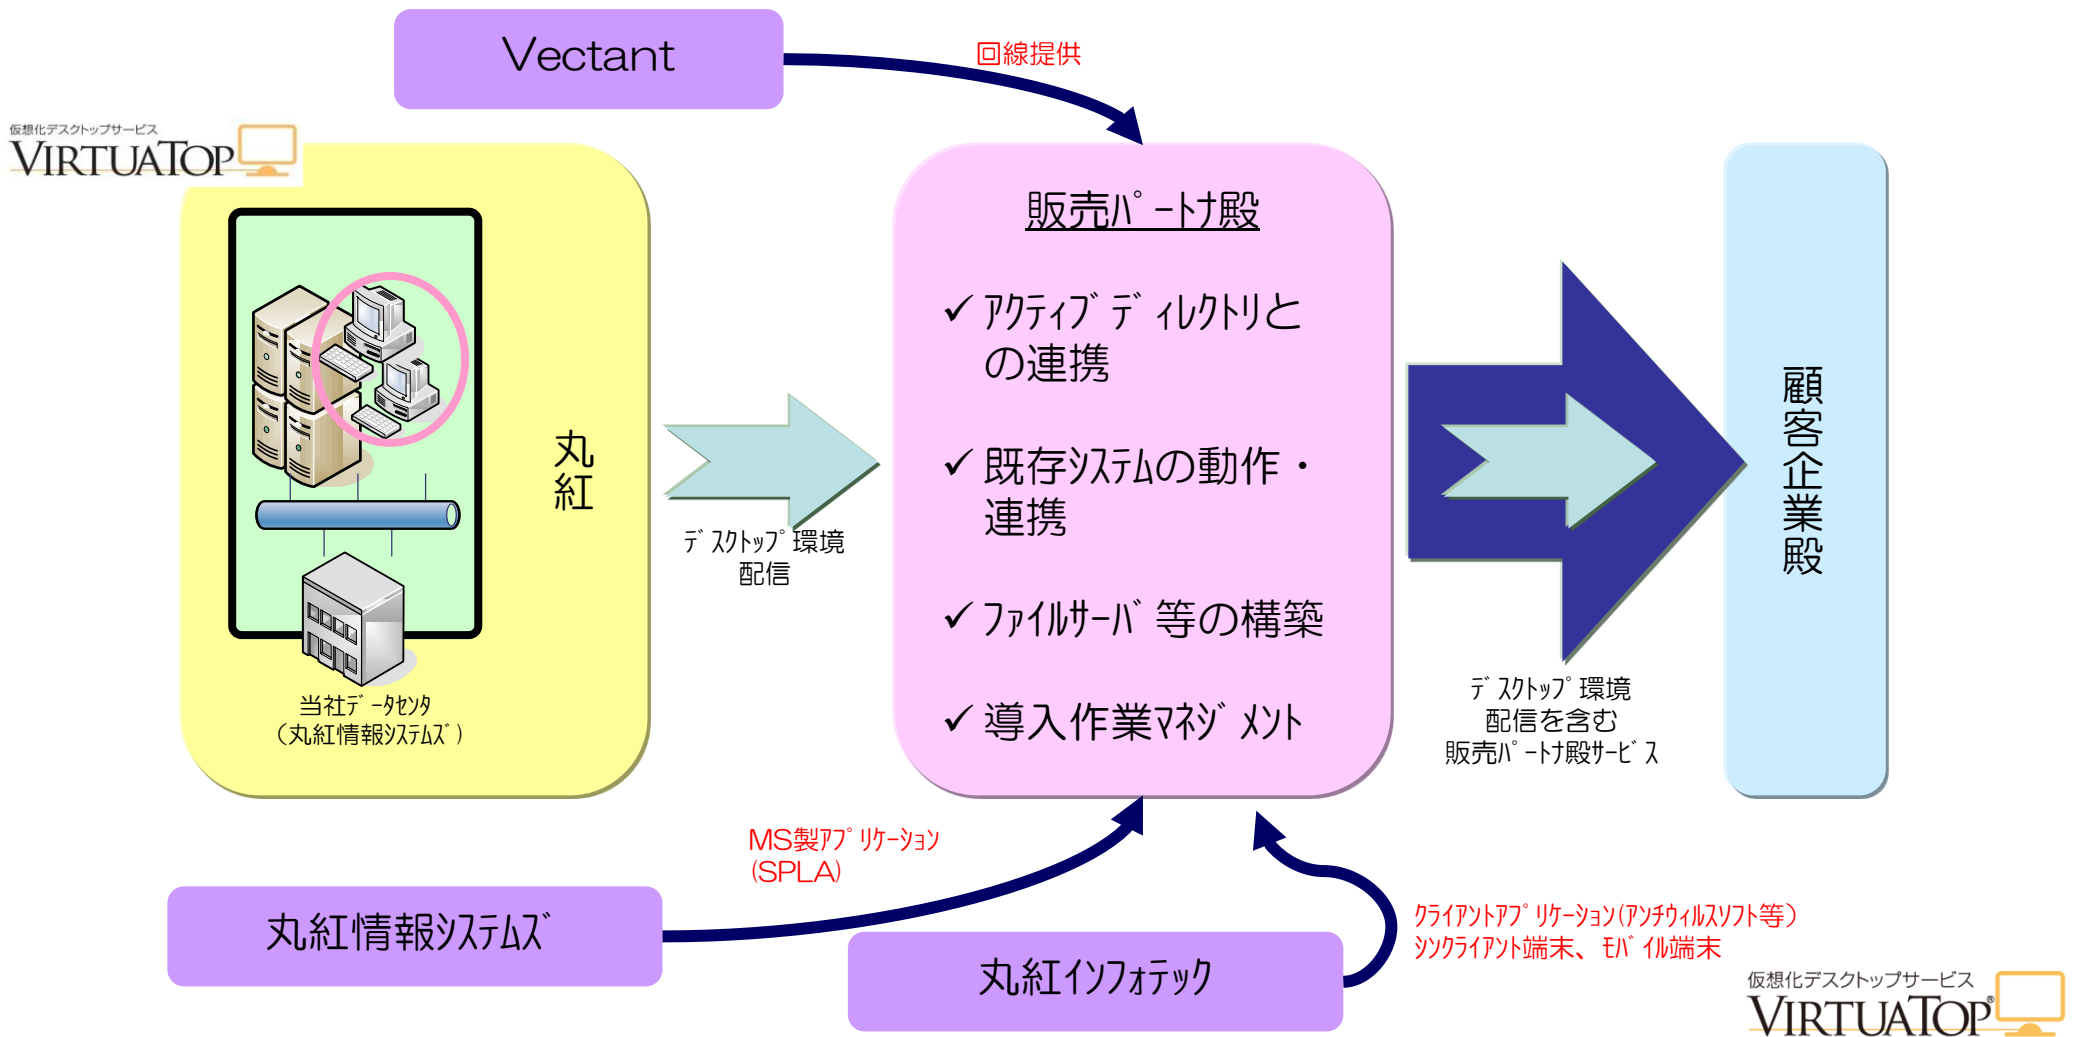 Vectant
回線提供
仮想化デスクトップサービス
VIRTUATOP
販売ﾊﾟｰﾄﾅ殿
✓ ｱｸﾃｨﾌﾞﾃﾞｨﾚｸﾄﾘと
の連携
✓ 既存ｼｽﾃﾑの動作・
連携
✓ ﾌｧｲﾙｻｰﾊﾞ等の構築
✓ 導入作業ﾏﾈｼﾞﾒﾝﾄ
丸紅
当社ﾃﾞｰﾀｾﾝﾀ
（丸紅情報ｼｽﾃﾑｽﾞ）
ﾃﾞｽｸﾄｯﾌﾟ環境
配信
ﾃﾞｽｸﾄｯﾌﾟ環境
配信を含む
販売ﾊﾟｰﾄﾅ殿ｻｰﾋﾞｽ
顧客企業殿
MS製ｱﾌﾟﾘｹｰｼｮﾝ
(SPLA)
丸紅情報ｼｽﾃﾑｽﾞ
丸紅ｲﾝﾌｫﾃｯｸ
ｸﾗｲｱﾝﾄｱﾌﾟﾘｹｰｼｮﾝ(ｱﾝﾁｳｨﾙｽｿﾌﾄ等）
ｼﾝｸﾗｲｱﾝﾄ端末、ﾓﾊﾞｲﾙ端末
仮想化デスクトップサービス
VIRTUATOP®